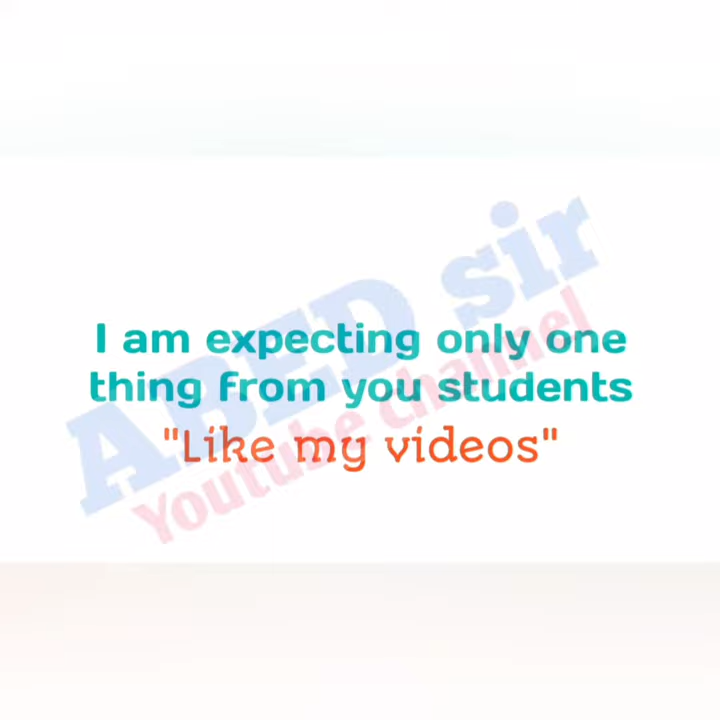 ABED sir
Youtube channel
I am expecting only one
thing from you students
"Like my videos"